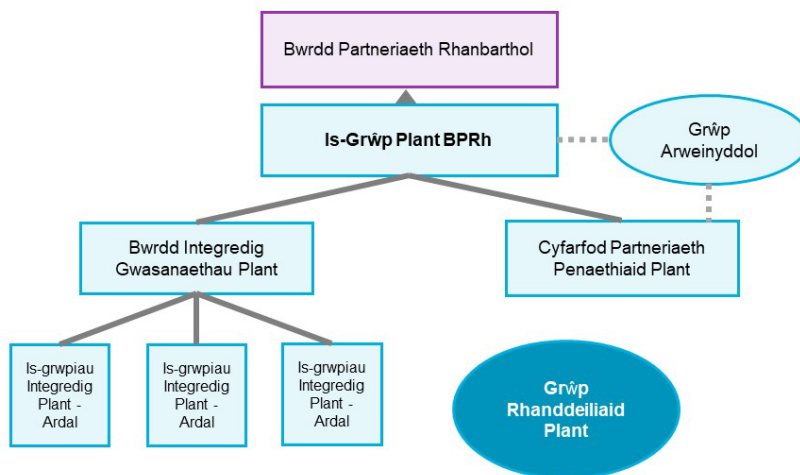 Bwrdd Partneriaeth Rhanbarthol
Is-Grŵp Plant BPRh
Grŵp
Arweinyddol
Bwrdd Integredig
Gwasanaethau Plant
Cyfarfod Partneriaeth
Penaethiaid Plant
Is-grwpiau
Integredig
Plant -
Ardal
Is-grwpiau
Integredig
Plant -
Ardal
Is-grwpiau
Integredig
Plant -
Ardal
Grŵp
Rhanddeiliaid
Plant